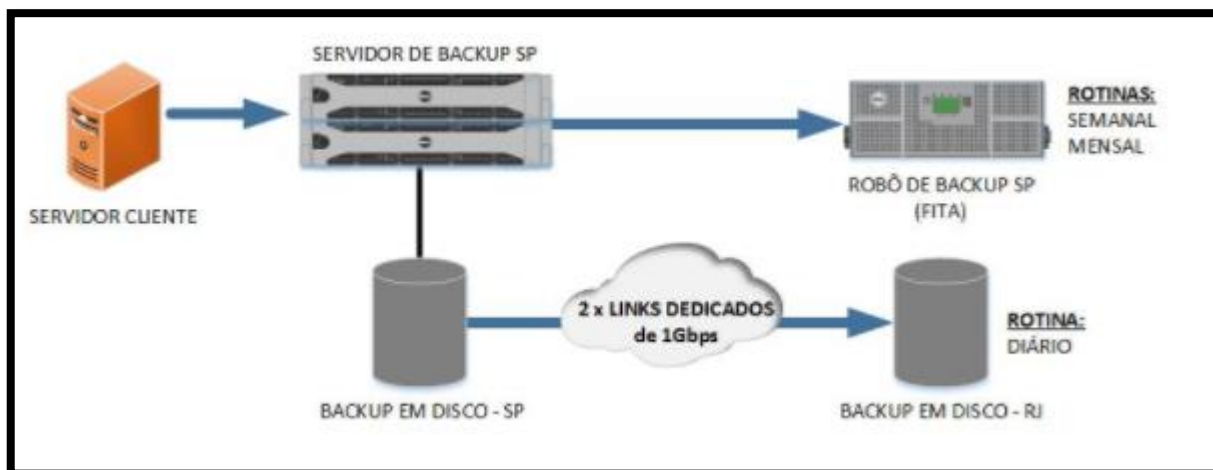 SERVIDOR DE BACKUP SP
SERVIDOR CLIENTE
ROTINAS:
SEMANAL
MENSAL
ROBÔ DE BACKUP SP
(FITA)
2 x LINKS DEDICADOS
de 1Gbps
ROTINA:
DIÁRIO
BACKUP EM DISCO - SP
BACKUP EM DISCO - RJ